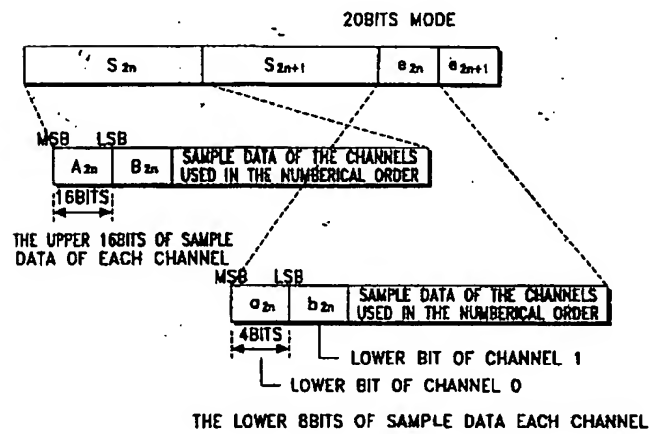 20BITS MODE
S2n S2n+1 e2n e2n+1
MSB LSB
A2n B2n SAMPLE DATA OF THE CHANNELS
USED IN THE NUMBERICAL ORDER
16BITS
THE UPPER 16BITS OF SAMPLE
DATA OF EACH CHANNEL
MSB LSB
a2n b2n SAMPLE DATA OF THE CHANNELS
USED IN THE NUMBERICAL ORDER
4BITS
LOWER BIT OF CHANNEL 1
LOWER BIT OF CHANNEL 0
THE LOWER 8BITS OF SAMPLE DATA EACH CHANNEL